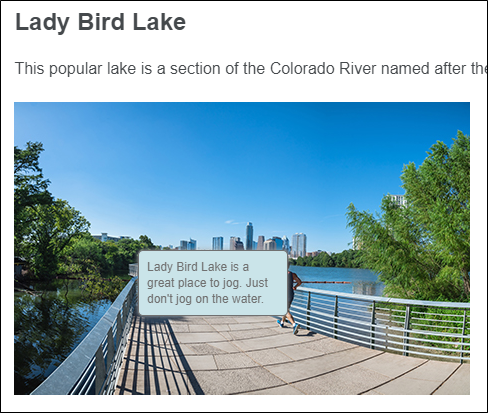 Lady Bird Lake
This popular lake is a section of the Colorado River named after the
Lady Bird Lake is a
great place to jog. Just
don't jog on the water.